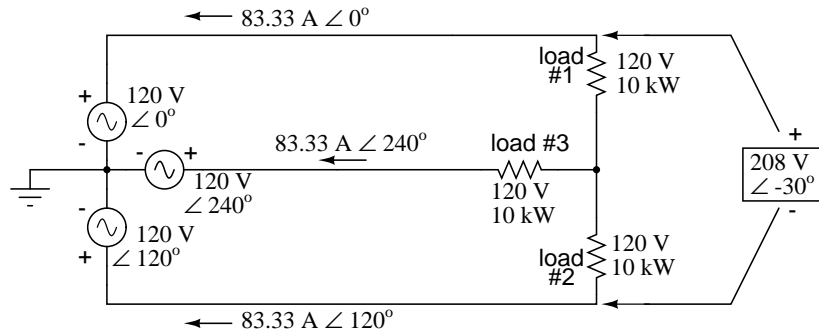 83.33 A ∠ 0°
load #1
120 V
10 kW
+
120 V
∠ 0°
-
83.33 A ∠ 240°
load #3
- +
120 V
∠ 240°
120 V
10 kW
+
208 V
∠ -30°
-
-
120 V
∠ 120°
+
load #2
120 V
10 kW
83.33 A ∠ 120°